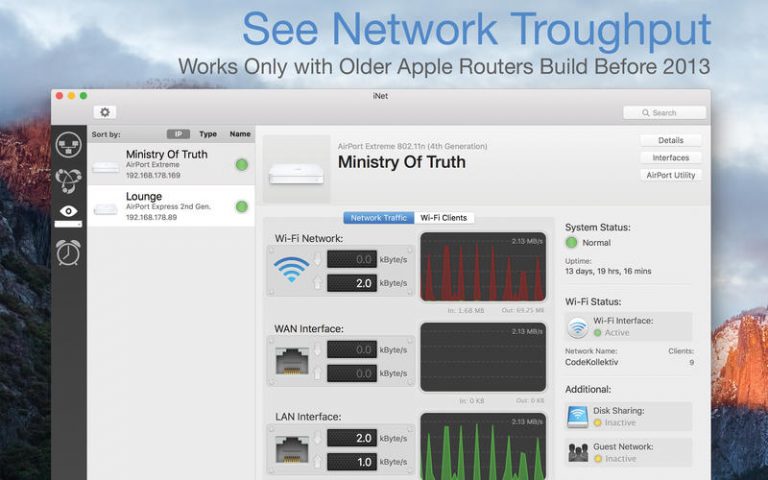 See Network Troughput
Works Only with Older Apple Routers Build Before 2013
iNet
Search
Sort by:
IP
Type
Name
Ministry Of Truth
AirPort Extreme
192.168.178.169
Lounge
AirPort Express 2nd Gen.
192.168.178.89
AirPort Extreme 802.11n (4th Generation)
Ministry Of Truth
Details
Interfaces
AirPort Utility
Network Traffic
Wi-Fi Clients
Wi-Fi Network:
0.0 kByte/s
2.0 kByte/s
2.13 MB/s
In: 1.68 MB
Out: 69.25 MB
WAN Interface:
0.0 kByte/s
0.0 kByte/s
2.13 MB/s
In: 0 KB
Out: 0 KB
LAN Interface:
2.0 kByte/s
1.0 kByte/s
2.13 MB/s
System Status:
Normal
Uptime:
13 days, 19 hrs, 16 mins
Wi-Fi Status:
Wi-Fi Interface:
Active
Network Name:
Clients:
CodeKollektiv
9
Additional:
Disk Sharing:
Inactive
Guest Network:
Inactive